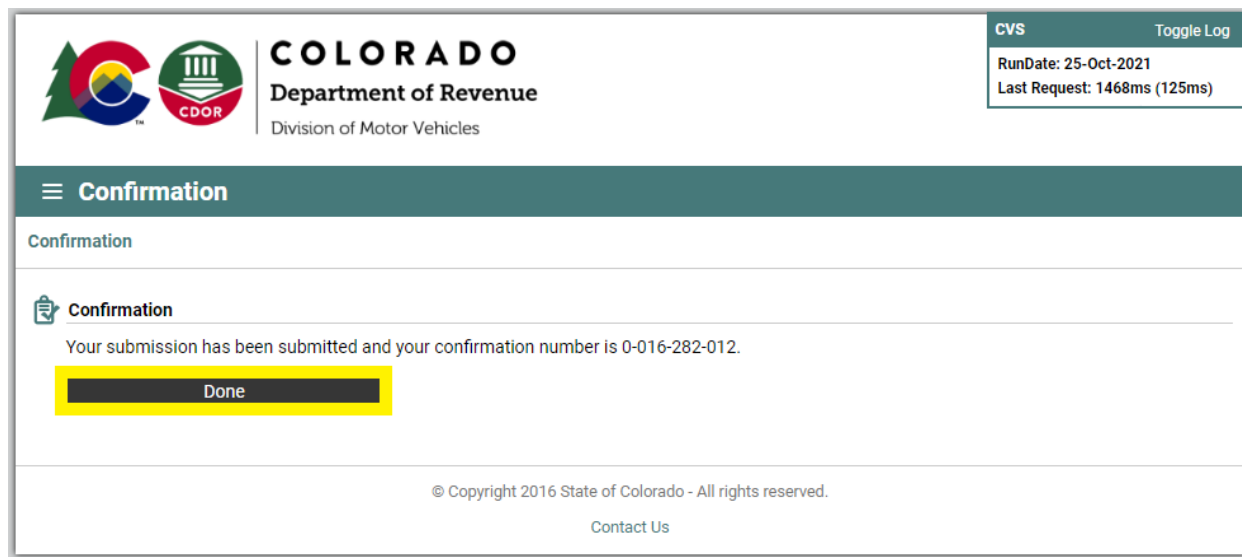 COLORADO
Department of Revenue
Division of Motor Vehicles
CDOR
TM
CVS Toggle Log
RunDate: 25-Oct-2021
Last Request: 1468ms (125ms)
Confirmation
Confirmation
Confirmation
Your submission has been submitted and your confirmation number is 0-016-282-012.
Done
© Copyright 2016 State of Colorado - All rights reserved.
Contact Us